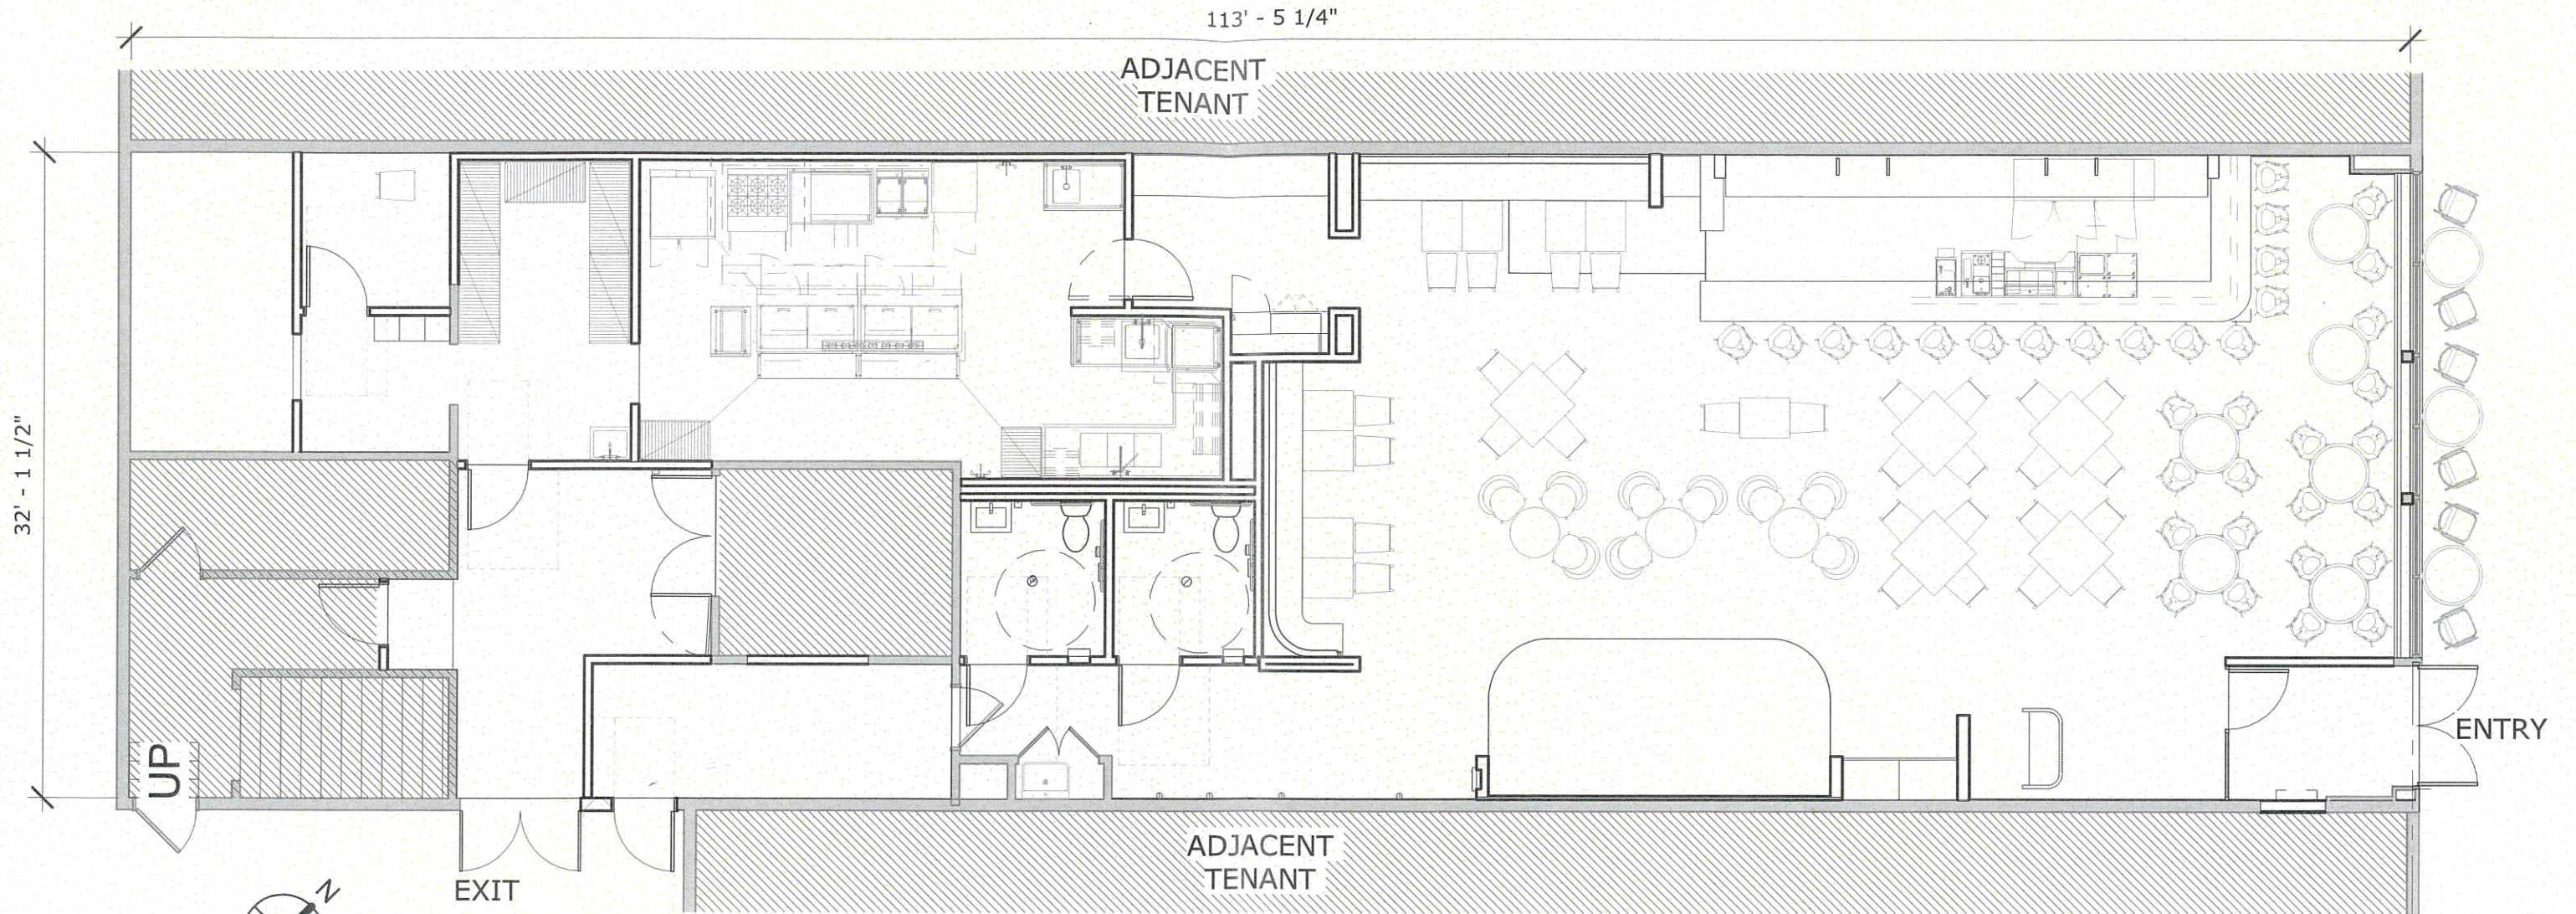 113' - 5 1/4"
ADJACENT
TENANT
32' - 1 1/2"
ENTRY
UP
ADJACENT
TENANT
EXIT
N